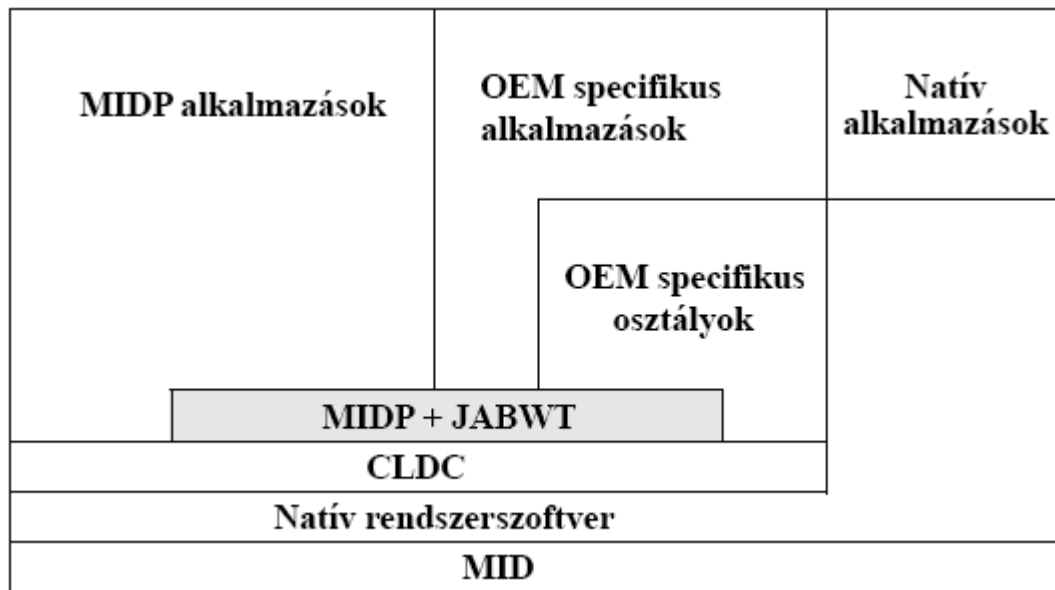 MIDP alkalmazások
OEM specifikus
alkalmazások
Natív
alkalmazások
OEM specifikus
osztályok
MIDP + JABWT
CLDC
Natív rendszerszoftver
MID